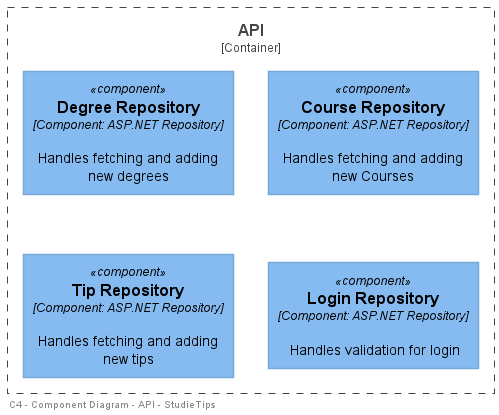 API
[Container]
«component»
Degree Repository
[Component: ASP.NET Repository]
Handles fetching and adding
new degrees
«component»
Course Repository
[Component: ASP.NET Repository]
Handles fetching and adding
new Courses
«component»
Tip Repository
[Component: ASP.NET Repository]
Handles fetching and adding
new tips
«component»
Login Repository
[Component: ASP.NET Repository]
Handles validation for login
C4 - Component Diagram - API - StudieTips